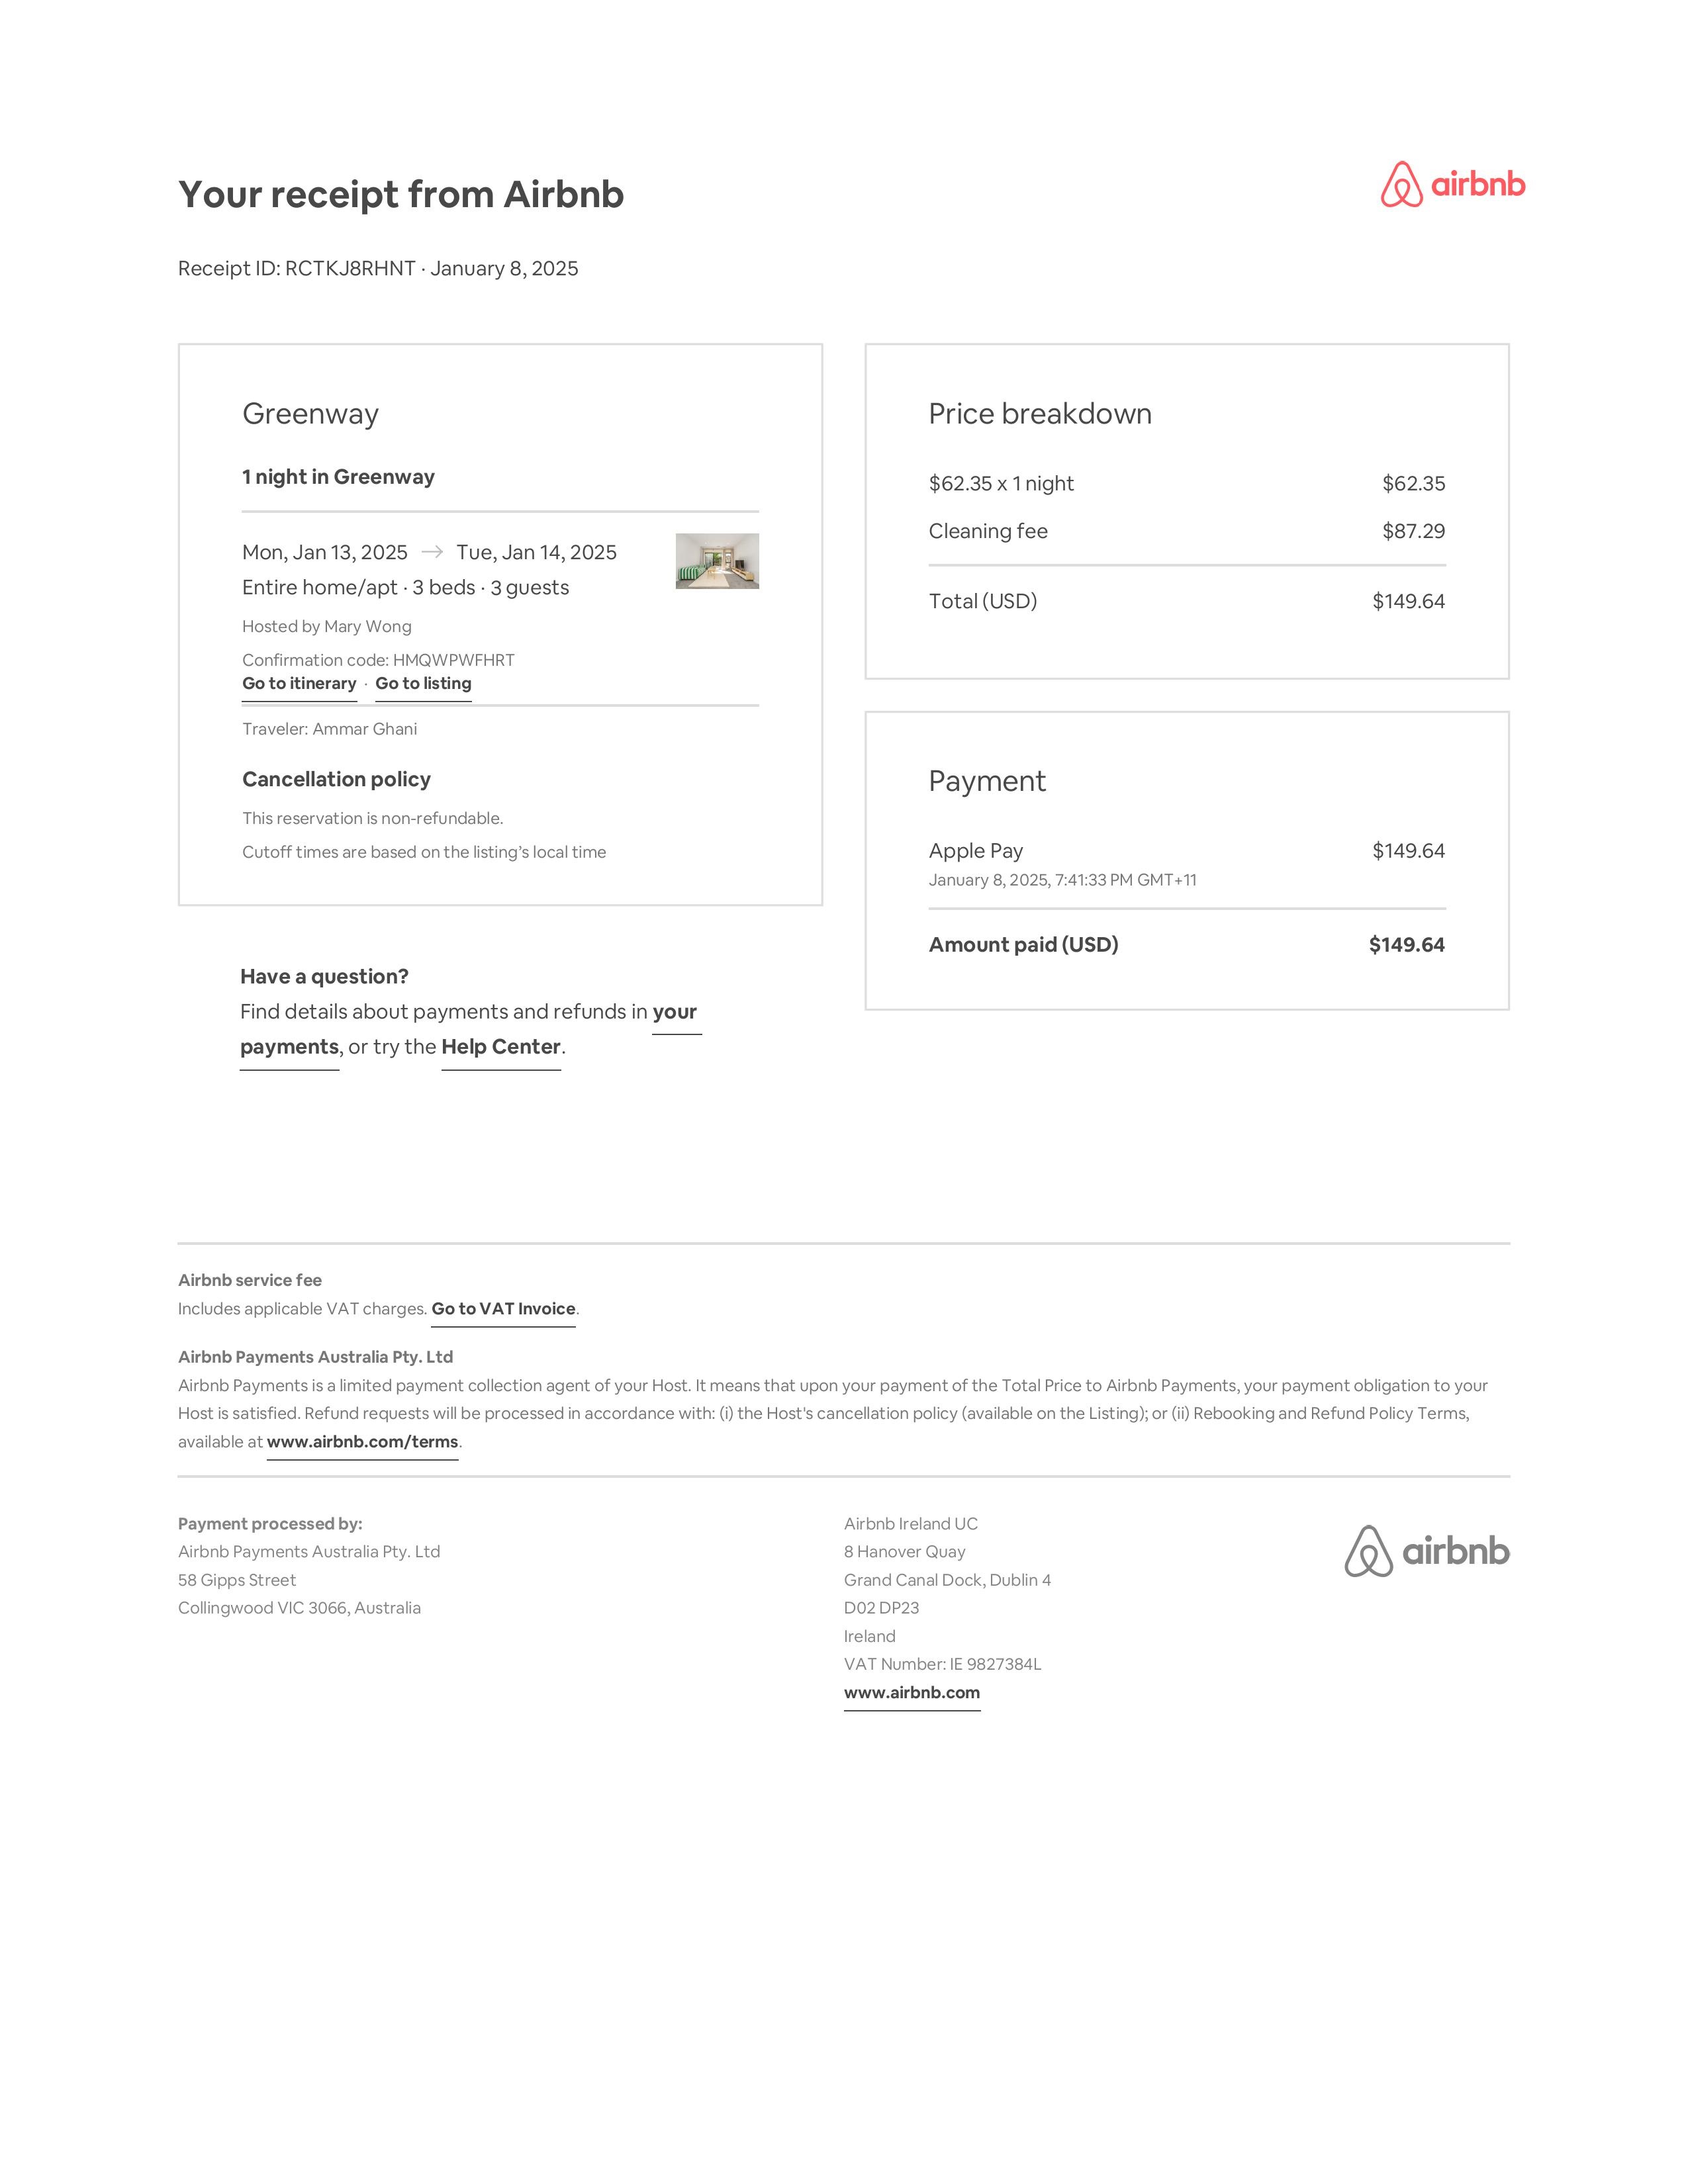 Your receipt from Airbnb
airbnb
Receipt ID: RCTKJ8RHNT · January 8, 2025
Greenway
1 night in Greenway
Mon, Jan 13, 2025 → Tue, Jan 14, 2025
Entire home/apt · 3 beds · 3 guests
Hosted by Mary Wong
Confirmation code: HMQWPWFHRT
Go to itinerary · Go to listing
Traveler: Ammar Ghani
Cancellation policy
This reservation is non-refundable.
Cutoff times are based on the listing's local time
Have a question?
Find details about payments and refunds in your
payments, or try the Help Center.
Price breakdown
$62.35 x 1 night $62.35
Cleaning fee $87.29
Total (USD) $149.64
Payment
Apple Pay $149.64
January 8, 2025, 7:41:33 PM GMT+11
Amount paid (USD) $149.64
Airbnb service fee
Includes applicable VAT charges. Go to VAT Invoice.
Airbnb Payments Australia Pty. Ltd
Airbnb Payments is a limited payment collection agent of your Host. It means that upon your payment of the Total Price to Airbnb Payments, your payment obligation to your
Host is satisfied. Refund requests will be processed in accordance with: (i) the Host's cancellation policy (available on the Listing); or (ii) Rebooking and Refund Policy Terms,
available at www.airbnb.com/terms.
Payment processed by:
Airbnb Payments Australia Pty. Ltd
58 Gipps Street
Collingwood VIC 3066, Australia
Airbnb Ireland UC
8 Hanover Quay
Grand Canal Dock, Dublin 4
D02 DP23
Ireland
VAT Number: IE 9827384L
www.airbnb.com
airbnb